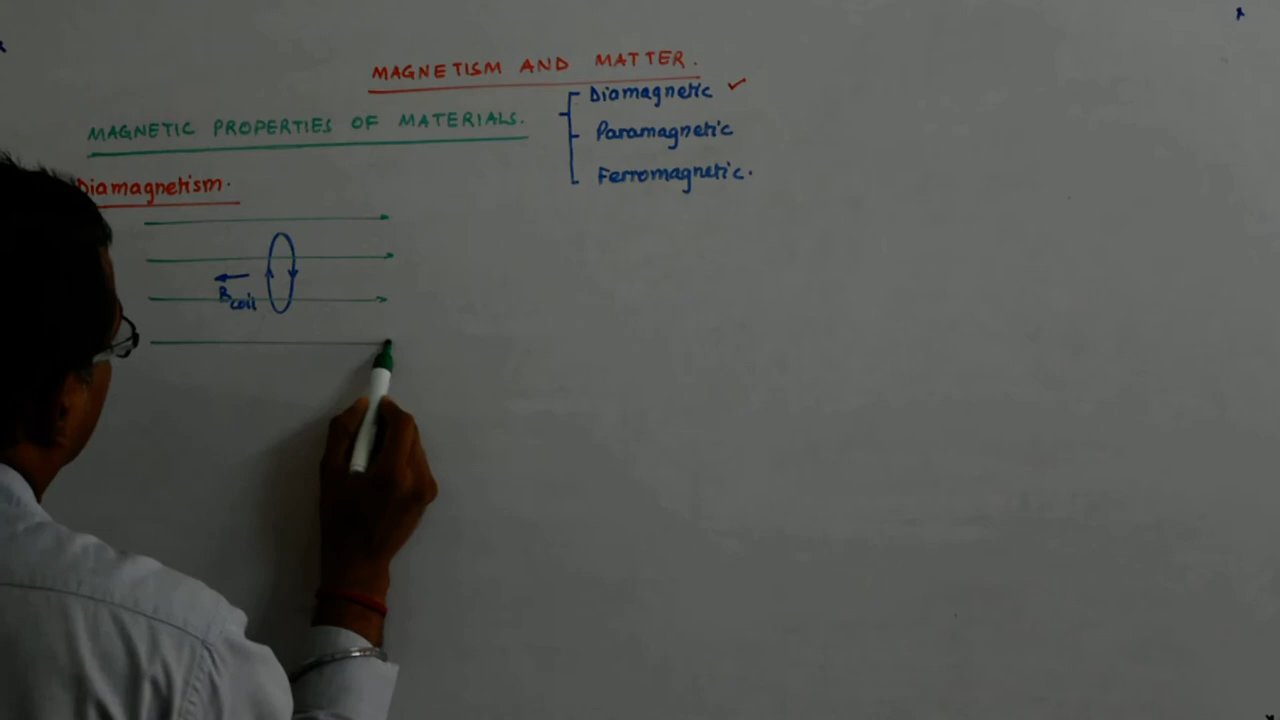 MAGNETISM AND MATTER.
MAGNETIC PROPERTIES OF MATERIALS.
Diamagnetic ✓
Paramagnetic
Ferromagnetic.
Diamagnetism.
Bcoil